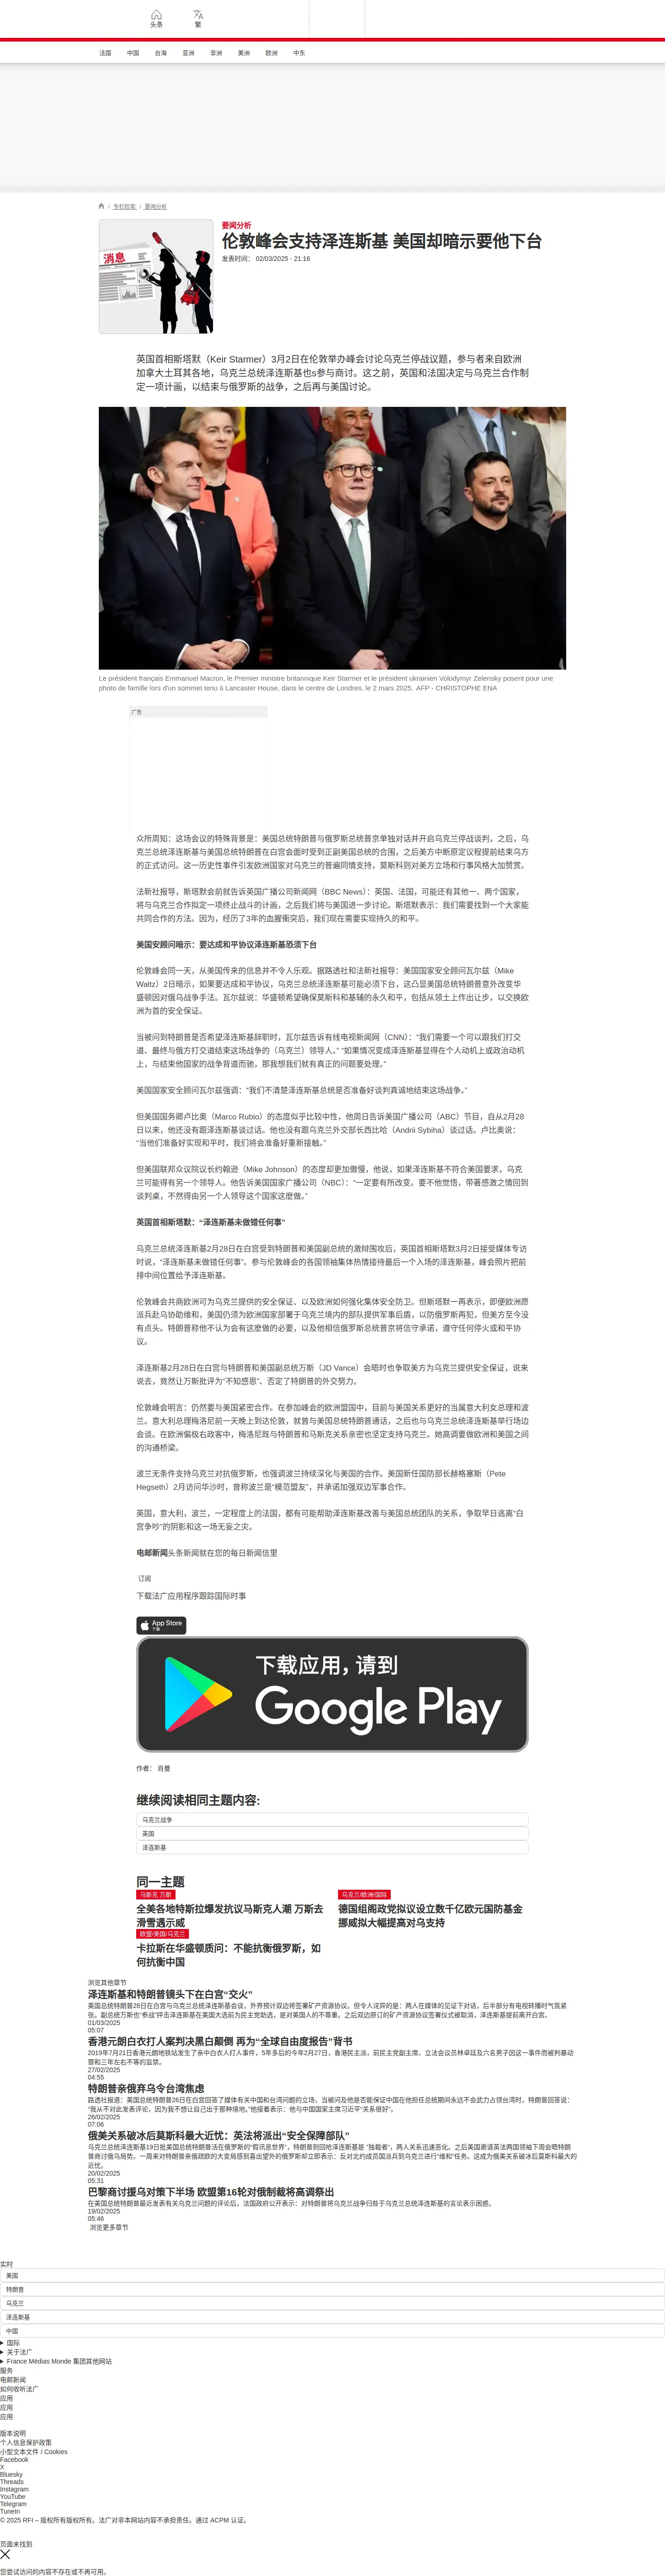 头条
繁
法国
中国
台海
亚洲
非洲
美洲
欧洲
中东
/ 专栏检索 / 要闻分析
消息
要闻分析
伦敦峰会支持泽连斯基 美国却暗示要他下台
发表时间： 02/03/2025 - 21:16
英国首相斯塔默（Keir Starmer）3月2日在伦敦举办峰会讨论乌克兰停战议题，参与者来自欧洲
加拿大土耳其各地，乌克兰总统泽连斯基也s参与商讨。这之前，英国和法国决定与乌克兰合作制
定一项计画，以结束与俄罗斯的战争，之后再与美国讨论。
Le président français Emmanuel Macron, le Premier ministre britannique Keir Starmer et le président ukrainien Volodymyr Zelensky posent pour une
photo de famille lors d'un sommet tenu à Lancaster House, dans le centre de Londres, le 2 mars 2025. AFP - CHRISTOPHE ENA
广告
众所周知：这场会议的特殊背景是：美国总统特朗普与俄罗斯总统普京单独对话并开启乌克兰停战谈判，之后，乌
克兰总统泽连斯基与美国总统特朗普在白宫会面时受到正副美国总统的合围，之后美方中断原定议程提前结束乌方
的正式访问。这一历史性事件引发欧洲国家对乌克兰的普遍同情支持，莫斯科则对美方立场和行事风格大加赞赏。
法新社报导，斯塔默会前就告诉英国广播公司新闻网（BBC News）：英国、法国，可能还有其他一、两个国家，
将与乌克兰合作拟定一项终止战斗的计画，之后我们将与美国进一步讨论。斯塔默表示：我们需要找到一个大家能
共同合作的方法。因为，经历了3年的血腥衝突后，我们现在需要实现持久的和平。
美国安顾问暗示：要达成和平协议泽连斯基恐须下台
伦敦峰会同一天，从美国传来的信息并不令人乐观。据路透社和法新社报导：美国国家安全顾问瓦尔兹（Mike
Waltz）2日暗示，如果要达成和平协议，乌克兰总统泽连斯基可能必须下台，这凸显美国总统特朗普意外改变华
盛顿因对俄乌战争手法。瓦尔兹说：华盛顿希望确保莫斯科和基辅的永久和平，包括从领土上作出让步，以交换欧
洲为首的安全保证。
当被问到特朗普是否希望泽连斯基辞职时，瓦尔兹告诉有线电视新闻网（CNN）：“我们需要一个可以跟我们打交
道、最终与俄方打交道结束这场战争的（乌克兰）领导人。” “如果情况变成泽连斯基显得在个人动机上或政治动机
上，与结束他国家的战争背道而驰，那我想我们就有真正的问题要处理。”
美国国家安全顾问瓦尔兹强调：“我们不清楚泽连斯基总统是否准备好谈判真诚地结束这场战争。”
但美国国务卿卢比奥（Marco Rubio）的态度似乎比较中性，他周日告诉美国广播公司（ABC）节目，自从2月28
日以来，他还没有跟泽连斯基谈过话。他也没有跟乌克兰外交部长西比哈（Andrii Sybiha）谈过话。卢比奥说：
“当他们准备好实现和平时，我们将会准备好重新接触。”
但美国联邦众议院议长约翰逊（Mike Johnson）的态度却更加傲慢，他说，如果泽连斯基不符合美国要求，乌克
兰可能得有另一个领导人。他告诉美国国家广播公司（NBC）：“一定要有所改变。要不他觉悟，带著感激之情回到
谈判桌，不然得由另一个人领导这个国家这麽做。”
英国首相斯塔默：“泽连斯基未做错任何事”
乌克兰总统泽连斯基2月28日在白宫受到特朗普和美国副总统的激辩围攻后，英国首相斯塔默3月2日接受媒体专访
时说，“泽连斯基未做错任何事”。参与伦敦峰会的各国领袖集体热情接待最后一个入场的泽连斯基，峰会照片把前
排中间位置给予泽连斯基。
伦敦峰会共商欧洲可为乌克兰提供的安全保证、以及欧洲如何强化集体安全防卫。但斯塔默一再表示，即便欧洲愿
派兵赴乌协助维和，美国仍须为欧洲国家部署于乌克兰境内的部队提供军事后盾，以防俄罗斯再犯，但美方至今没
有点头。特朗普称他不认为会有这麽做的必要，以及他相信俄罗斯总统普京将信守承诺，遵守任何停火或和平协
议。
泽连斯基2月28日在白宫与特朗普和美国副总统万斯（JD Vance）会晤时也争取美方为乌克兰提供安全保证，说来
说去，竟然让万斯批评为“不知感恩”、否定了特朗普的外交努力。
伦敦峰会明言：仍然要与美国紧密合作。在参加峰会的欧洲盟国中，目前与美国关系更好的当属意大利女总理和波
兰。意大利总理梅洛尼前一天晚上到达伦敦，就曾与美国总统特朗普通话，之后也与乌克兰总统泽连斯基举行场边
会谈。在欧洲偏极右政客中，梅洛尼既与特朗普和马斯克关系亲密也坚定支持乌克兰。她高调要做欧洲和美国之间
的沟通桥梁。
波兰无条件支持乌克兰对抗俄罗斯，也强调波兰持续深化与美国的合作。美国新任国防部长赫格塞斯（Pete
Hegseth）2月访问华沙时，曾称波兰是“模范盟友”，并承诺加强双边军事合作。
英国，意大利，波兰，一定程度上的法国，都有可能帮助泽连斯基改善与美国总统团队的关系，争取早日逃离“白
宫争吵”的阴影和这一场无妄之灾。
电邮新闻头条新闻就在您的每日新闻信里
订阅
下载法广应用程序跟踪国际时事
App Store
下载
下载应用，请到
Google Play
作者： 肖曼
继续阅读相同主题内容:
乌克兰战争
英国
泽连斯基
同一主题
马斯克 万斯
全美各地特斯拉爆发抗议马斯克人潮 万斯去
滑雪遇示威
乌克兰/欧洲/国际
德国组阁政党拟议设立数千亿欧元国防基金
挪威拟大幅提高对乌支持
欧盟/美国/乌克兰
卡拉斯在华盛顿质问：不能抗衡俄罗斯，如
何抗衡中国
浏览其他章节
泽连斯基和特朗普镜头下在白宫“交火”
美国总统特朗普28日在白宫与乌克兰总统泽连斯基会谈，外界预计双边将签署矿产资源协议。但令人诧异的是：两人在媒体的见证下对话，后半部分有电视转播时气氛紧
张。副总统万斯也“参战”抨击泽连斯基在美国大选前为民主党助选，是对美国人的不尊重。之后双边原订的矿产资源协议签署仪式被取消，泽连斯基提前离开白宫。
01/03/2025
05:07
香港元朗白衣打人案判决黑白颠倒 再为“全球自由度报告”背书
2019年7月21日香港元朗地铁站发生了亲中白衣人打人事件，5年多后的今年2月27日，香港民主派，前民主党副主席、立法会议员林卓廷及六名男子因这一事件而被判暴动
罪和三年左右不等的监禁。
27/02/2025
04:55
特朗普亲俄弃乌令台湾焦虑
路透社报道：美国总统特朗普26日在白宫回答了媒体有关中国和台湾问题的立场，当被问及他是否能保证中国在他担任总统期间永远不会武力占领台湾时，特朗普回答说：
“我从不对此发表评论，因为我不想让自己出于那种境地。”他接着表示：他与中国国家主席习近平“关系很好”。
26/02/2025
07:06
俄美关系破冰后莫斯科最大近忧：英法将派出“安全保障部队”
乌克兰总统泽连斯基19日批美国总统特朗普活在俄罗斯的“假讯息世界”，特朗普则回呛泽连斯基是 “独裁者”，两人关系迅速恶化。之后美国邀请英法两国领袖下周会晤特朗
普商讨俄乌局势。一周来对特朗普亲俄疏欧的大变局感到喜出望外的俄罗斯却立即表示：反对北约成员国派兵到乌克兰进行“维和”任务。这成为俄美关系破冰后莫斯科最大的
近忧。
20/02/2025
05:31
巴黎商讨援乌对策下半场 欧盟第16轮对俄制裁将高调祭出
在美国总统特朗普最近发表有关乌克兰问题的评论后，法国政府公开表示：对特朗普将乌克兰战争归咎于乌克兰总统泽连斯基的言论表示困惑。
19/02/2025
05:46
浏览更多章节
实时
美国
特朗普
乌克兰
泽连斯基
中国
国际
关于法广
France Médias Monde 集团其他网站
服务
电邮新闻
如何收听法广
应用
应用
应用
版本说明
个人信息保护政策
小型文本文件 / Cookies
Facebook
X
Bluesky
Threads
Instagram
YouTube
Telegram
TuneIn
© 2025 RFI – 版权所有版权所有。法广对非本网站内容不承担责任。通过 ACPM 认证。
页面未找到
您尝试访问的内容不存在或不再可用。